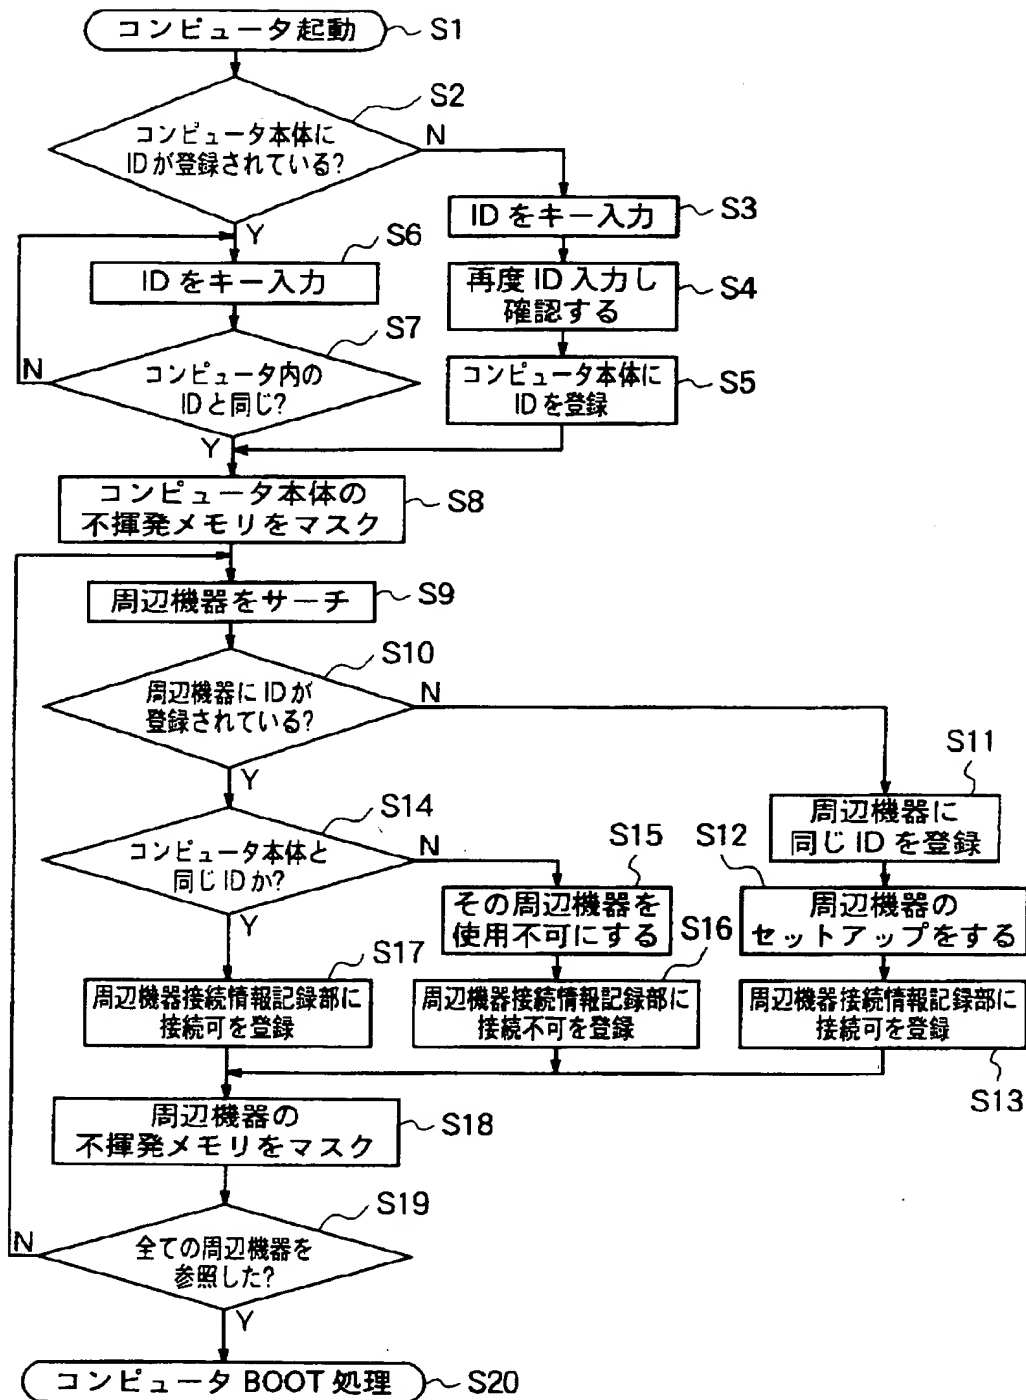 コンピュータ起動 S1
S2
コンピュータ本体に
IDが登録されている?
N
Y
IDをキー入力 S3
S6
IDをキー入力
再度ID入力し
確認する
S4
S7
コンピュータ内の
IDと同じ?
N
Y
コンピュータ本体に
IDを登録
S5
コンピュータ本体の
不揮発メモリをマスク
S8
周辺機器をサーチ S9
S10
周辺機器にIDが
登録されている?
N
Y
S11
周辺機器に
同じIDを登録
S14
コンピュータ本体と
同じIDか?
N
Y
S15
その周辺機器を
使用不可にする
S12
周辺機器の
セットアップをする
S17
周辺機器接続情報記録部に
接続可を登録
S16
周辺機器接続情報記録部に
接続不可を登録
周辺機器接続情報記録部に
接続可を登録
S13
周辺機器の
不揮発メモリをマスク
S18
S19
全ての周辺機器を
参照した?
N
Y
コンピュータ BOOT 処理 S20